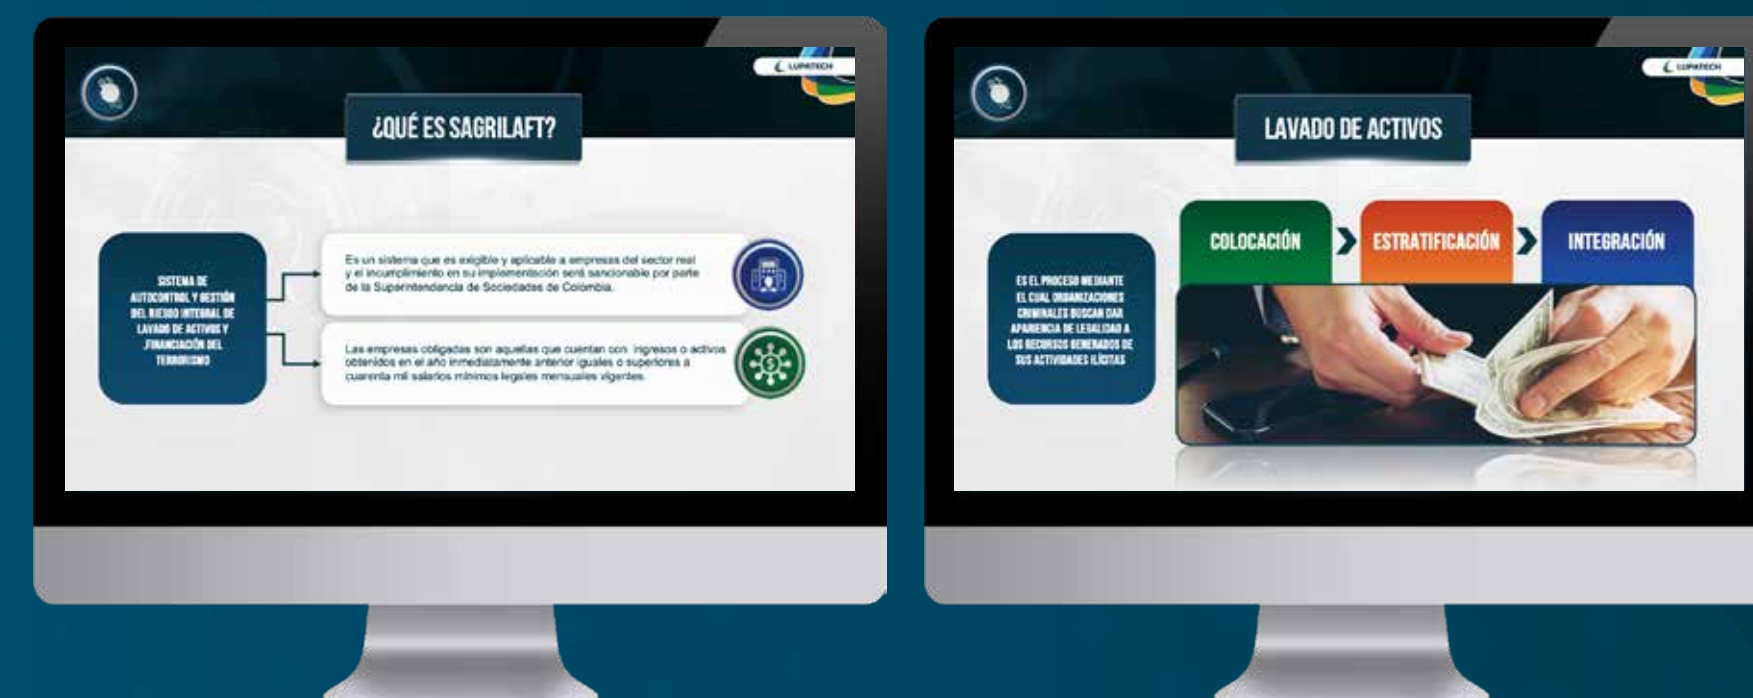 LUPATECH
¿QUÉ ES SAGRILAFT?
SISTEMA DE
AUTOCONTROL Y GESTIÓN
DEL RIESGO INTEGRAL DE
LAVADO DE ACTIVOS Y
.FINANCIACIÓN DEL
TERRORISMO
Es un sistema que es exigible y aplicable a empresas del sector real
y el incumplimiento en su implementación será sancionable por parte
de la Superintendancia de Sociedades de Colombia.
Las empresas obligadas son aquellas que cuentan con ingresos o activos
obtenidos en el año inmediatamente anterior iguales o superiores a
cuarenta mil salarios mínimos legales mensuales vigentes.
LUPATECH
LAVADO DE ACTIVOS
ES EL PROCESO MEDIANTE
EL CUAL ORGANIZACIONES
CRIMINALES BUSCAN DAR
APARIENCIA DE LEGALIDAD A
LOS RECURSOS GENERADOS DE
SUS ACTIVIDADES ILÍCITAS
COLOCACIÓN
ESTRATIFICACIÓN
INTEGRACIÓN